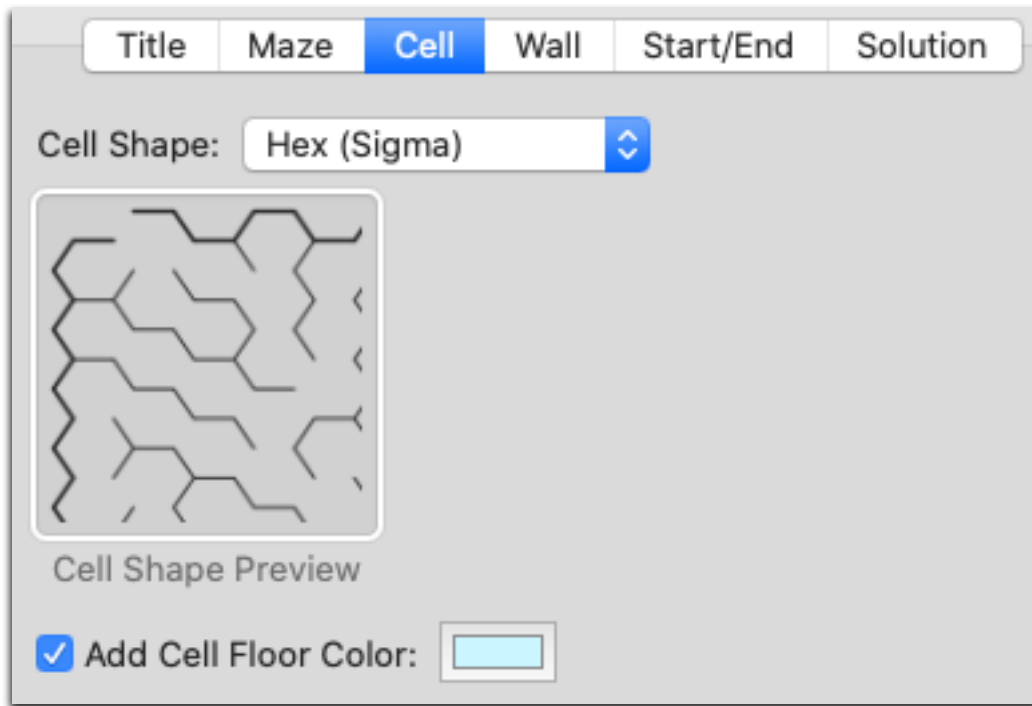 Title Maze Cell Wall Start/End Solution
Cell Shape: Hex (Sigma)
Cell Shape Preview
Add Cell Floor Color: